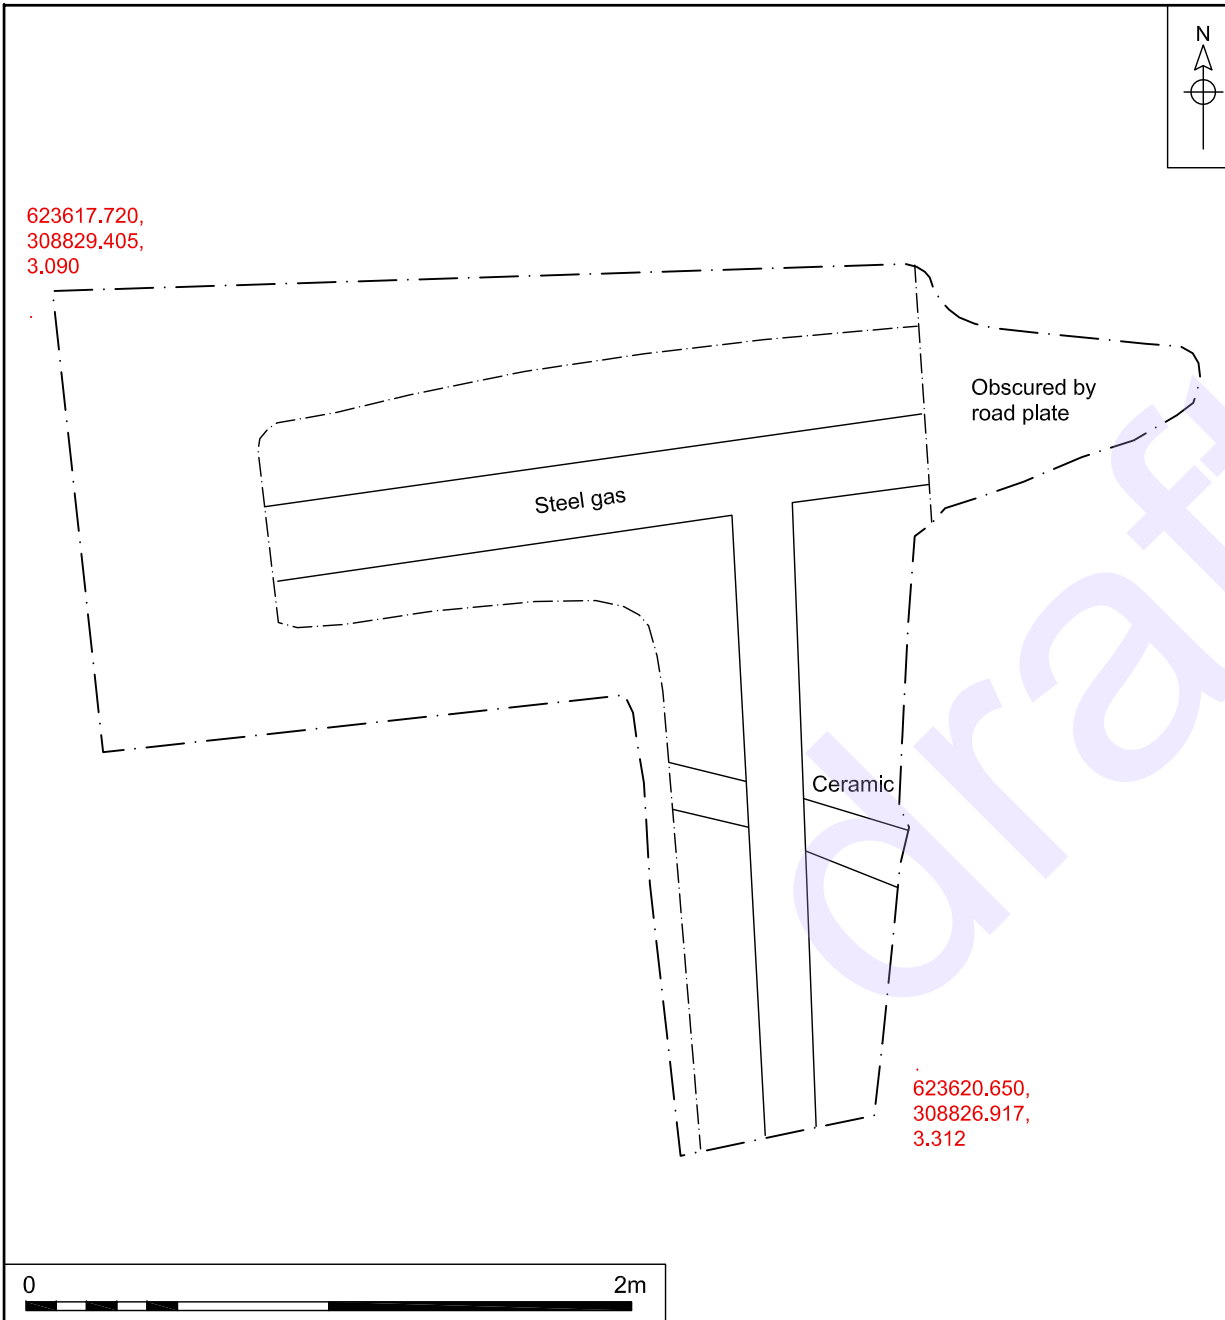 N
623617.720,
308829.405,
3.090
Obscured by
road plate
Steel gas
Ceramic
623620.650,
308826.917,
3.312
0 2m
draf